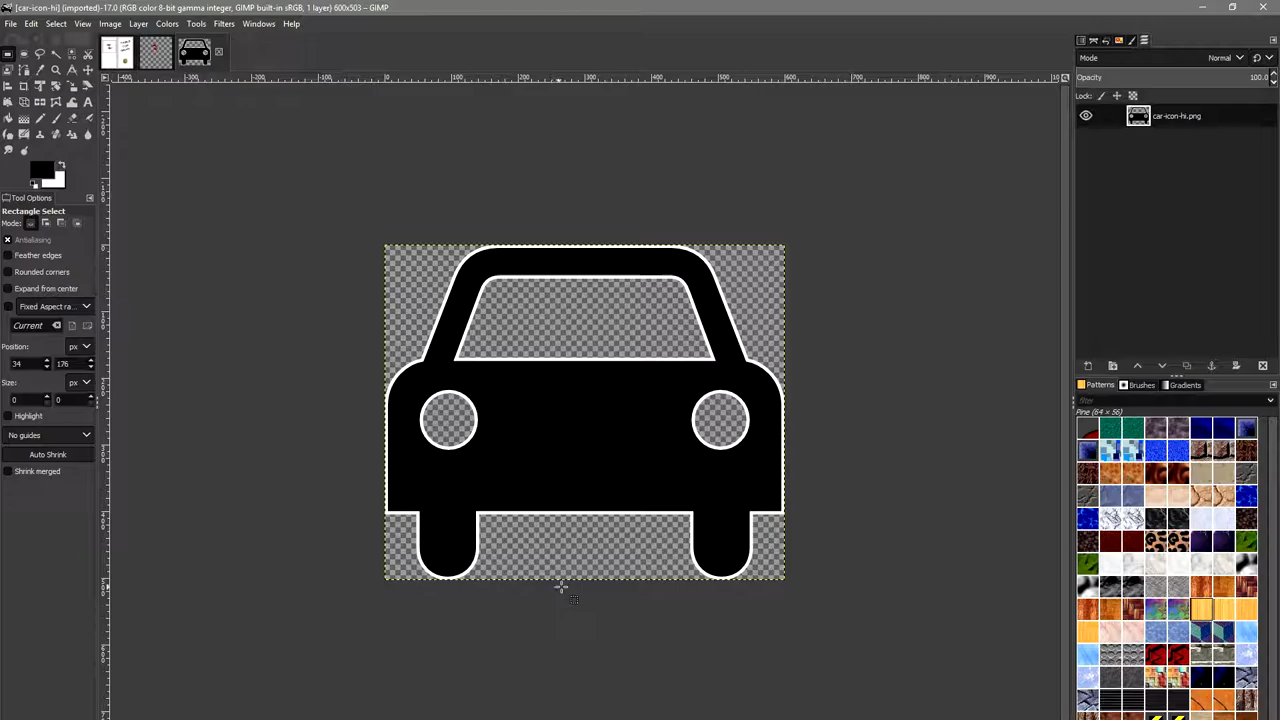 [car-icon-hi] (imported)-17.0 (RGB color 8-bit gamma integer, GIMP built-in sRGB, 1 layer) 600x503 – GIMP
File Edit Select View Image Layer Colors Tools Filters Windows Help
Tool Options
Rectangle Select
Mode:
Antialiasing
Feather edges
Rounded corners
Expand from center
Fixed Aspect ra...
Current
Position:
px
34
176
Size:
px
0
0
Highlight
No guides
Auto Shrink
Shrink merged
Mode
Normal
Opacity
100.0
Lock:
car-icon-hi.png
Patterns
Brushes
Gradients
filter
Pine (64 × 56)